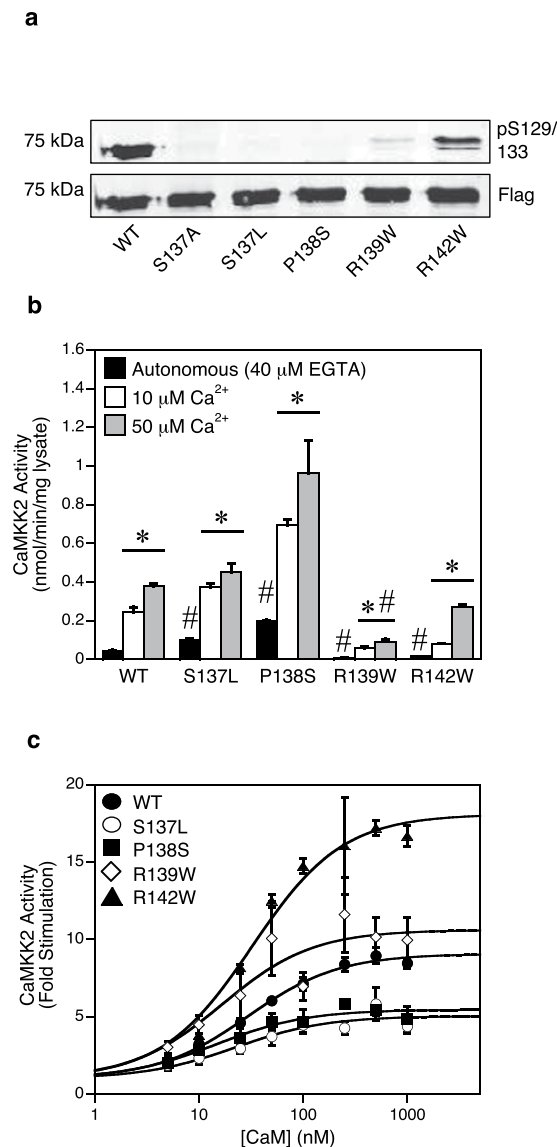 a
75 kDa
pS129/
133
75 kDa
Flag
WT S137A S137L P138S R139W R142W
b
CaMKK2 Activity
(nmol/min/mg lysate)
1.6
1.4
1.2
1
0.8
0.6
0.4
0.2
0
Autonomous (40 µM EGTA)
10 µM Ca²⁺
50 µM Ca²⁺
*
*
*
*
*
#
#
#
#
#
WT S137L P138S R139W R142W
c
CaMKK2 Activity
(Fold Stimulation)
20
15
10
5
0
WT
S137L
P138S
R139W
R142W
1 10 100 1000
[CaM] (nM)